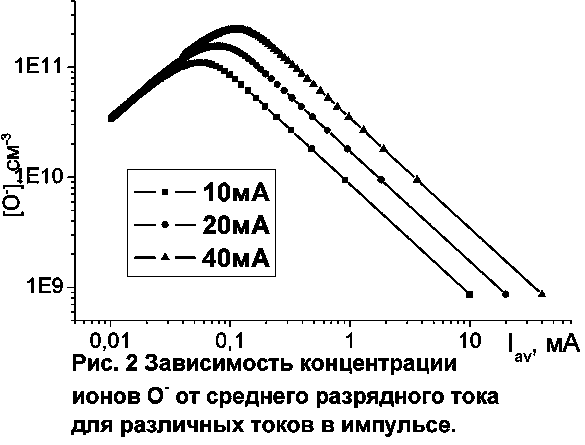 1E11
1E10
1E9
[O-], см-3
10мА
20мА
40мА
0,01 0,1 1 10 Iav, мА
Рис. 2 Зависимость концентрации
ионов О- от среднего разрядного тока
для различных токов в импульсе.